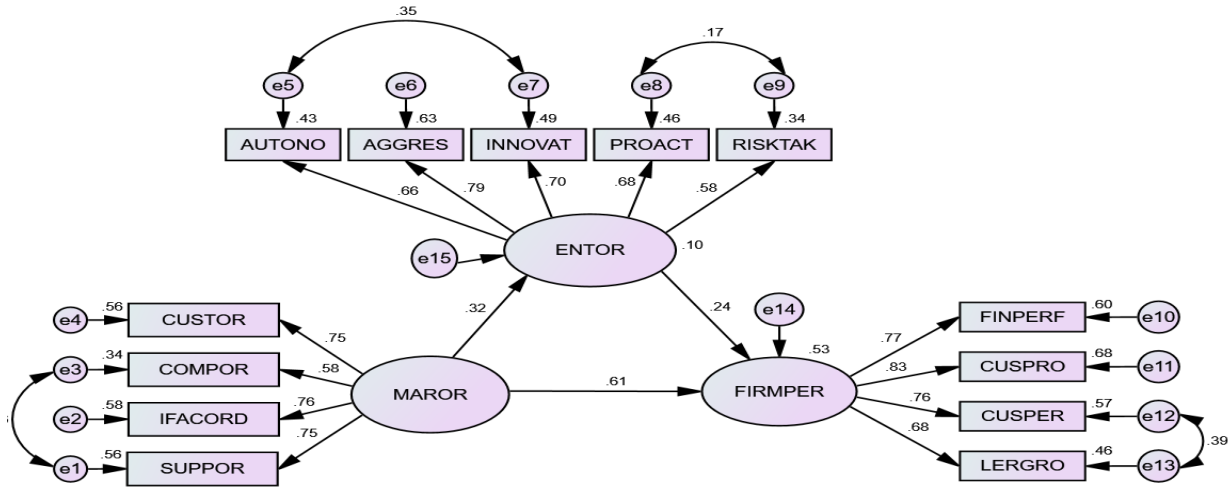 .35
.17
e5 e6 e7 e8 e9
.43 .63 .49 .46 .34
AUTONO AGGRES INNOVAT PROACT RISKTAK
.66 .79 .70 .68 .58
e15 ENTOR .10
.32 .24 e14
e4 .56 CUSTOR .75
e3 .34 COMPOR .58
e2 .58 IFACORD .76
e1 .56 SUPPOR .75
MAROR .61 FIRMPER .53
.77 FINPERF .60 e10
.83 CUSPRO .68 e11
.76 CUSPER .57 e12
.68 LERGRO .46 e13
.39